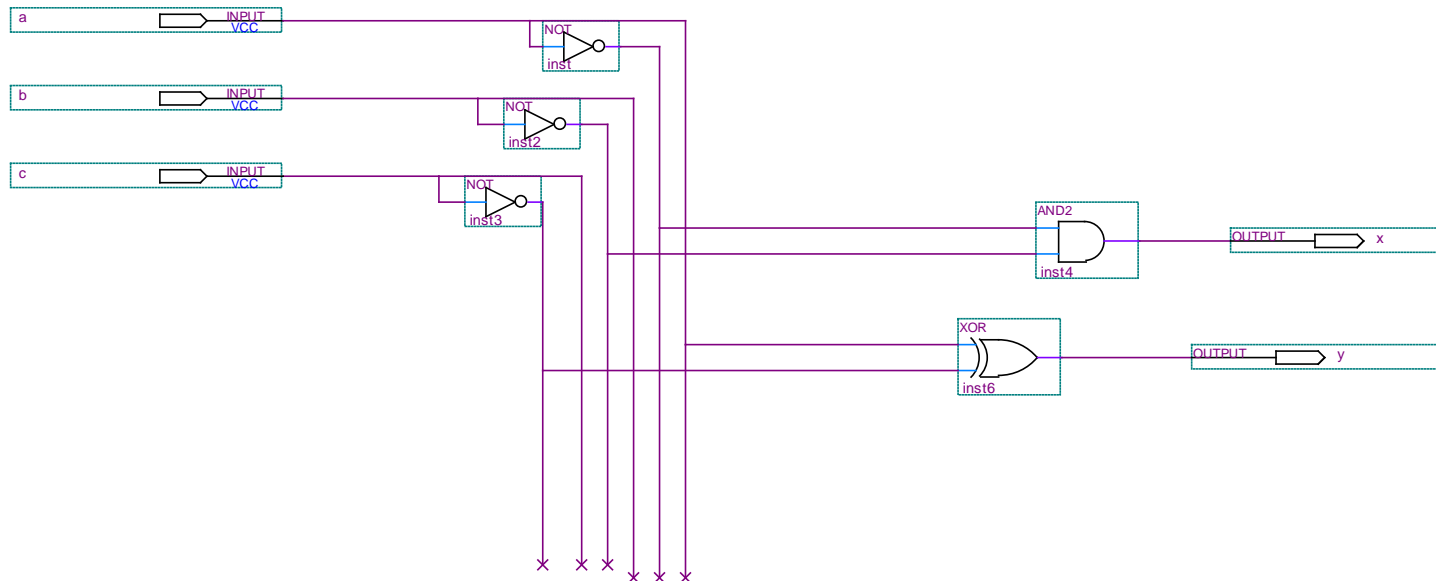 a
INPUT
VCC
NOT
inst
b
INPUT
VCC
NOT
inst2
c
INPUT
VCC
NOT
inst3
AND2
inst4
OUTPUT
x
XOR
inst6
OUTPUT
y